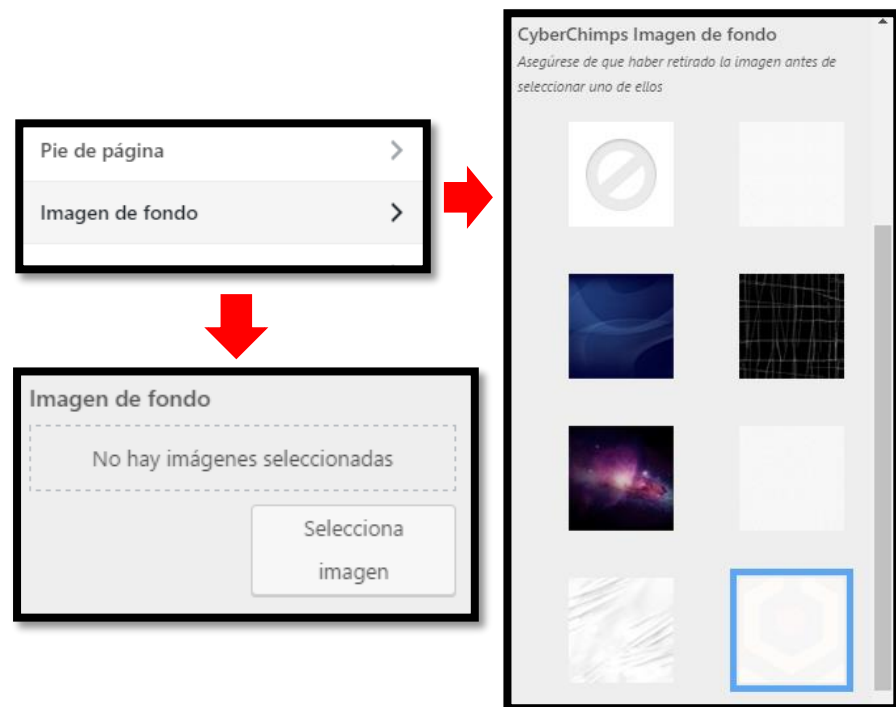 Pie de página
Imagen de fondo
Imagen de fondo
No hay imágenes seleccionadas
Selecciona
imagen
CyberChimps Imagen de fondo
Asegúrese de que haber retirado la imagen antes de
seleccionar uno de ellos